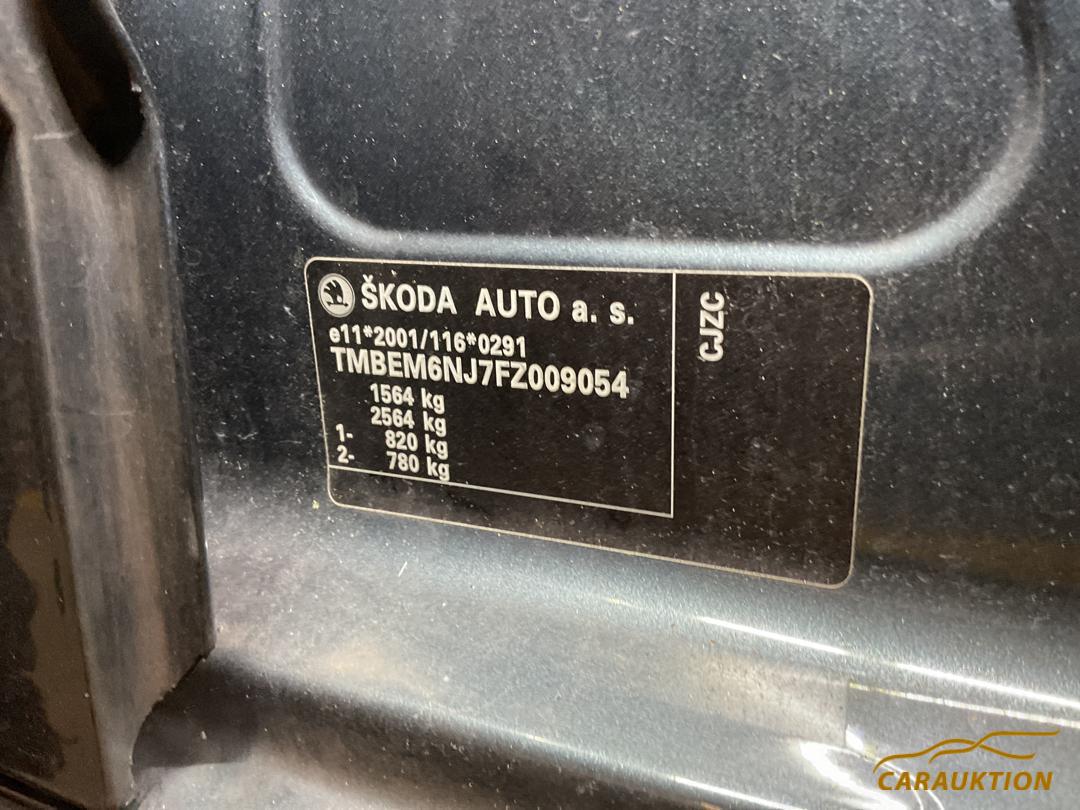 ŠKODA AUTO a. s.
e11*2001/116*0291
TMBEM6NJ7FZ009054
1564 kg
2564 kg
1- 820 kg
2- 780 kg
CJZC
CARAUKTION